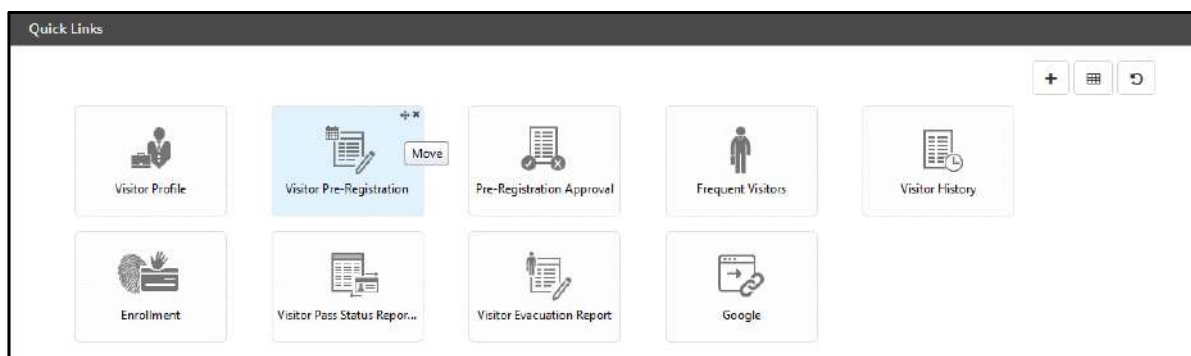 Quick Links
Move
Visitor Profile
Visitor Pre-Registration
Pre-Registration Approval
Frequent Visitors
Visitor History
Enrollment
Visitor Pass Status Repor...
Visitor Evacuation Report
Google